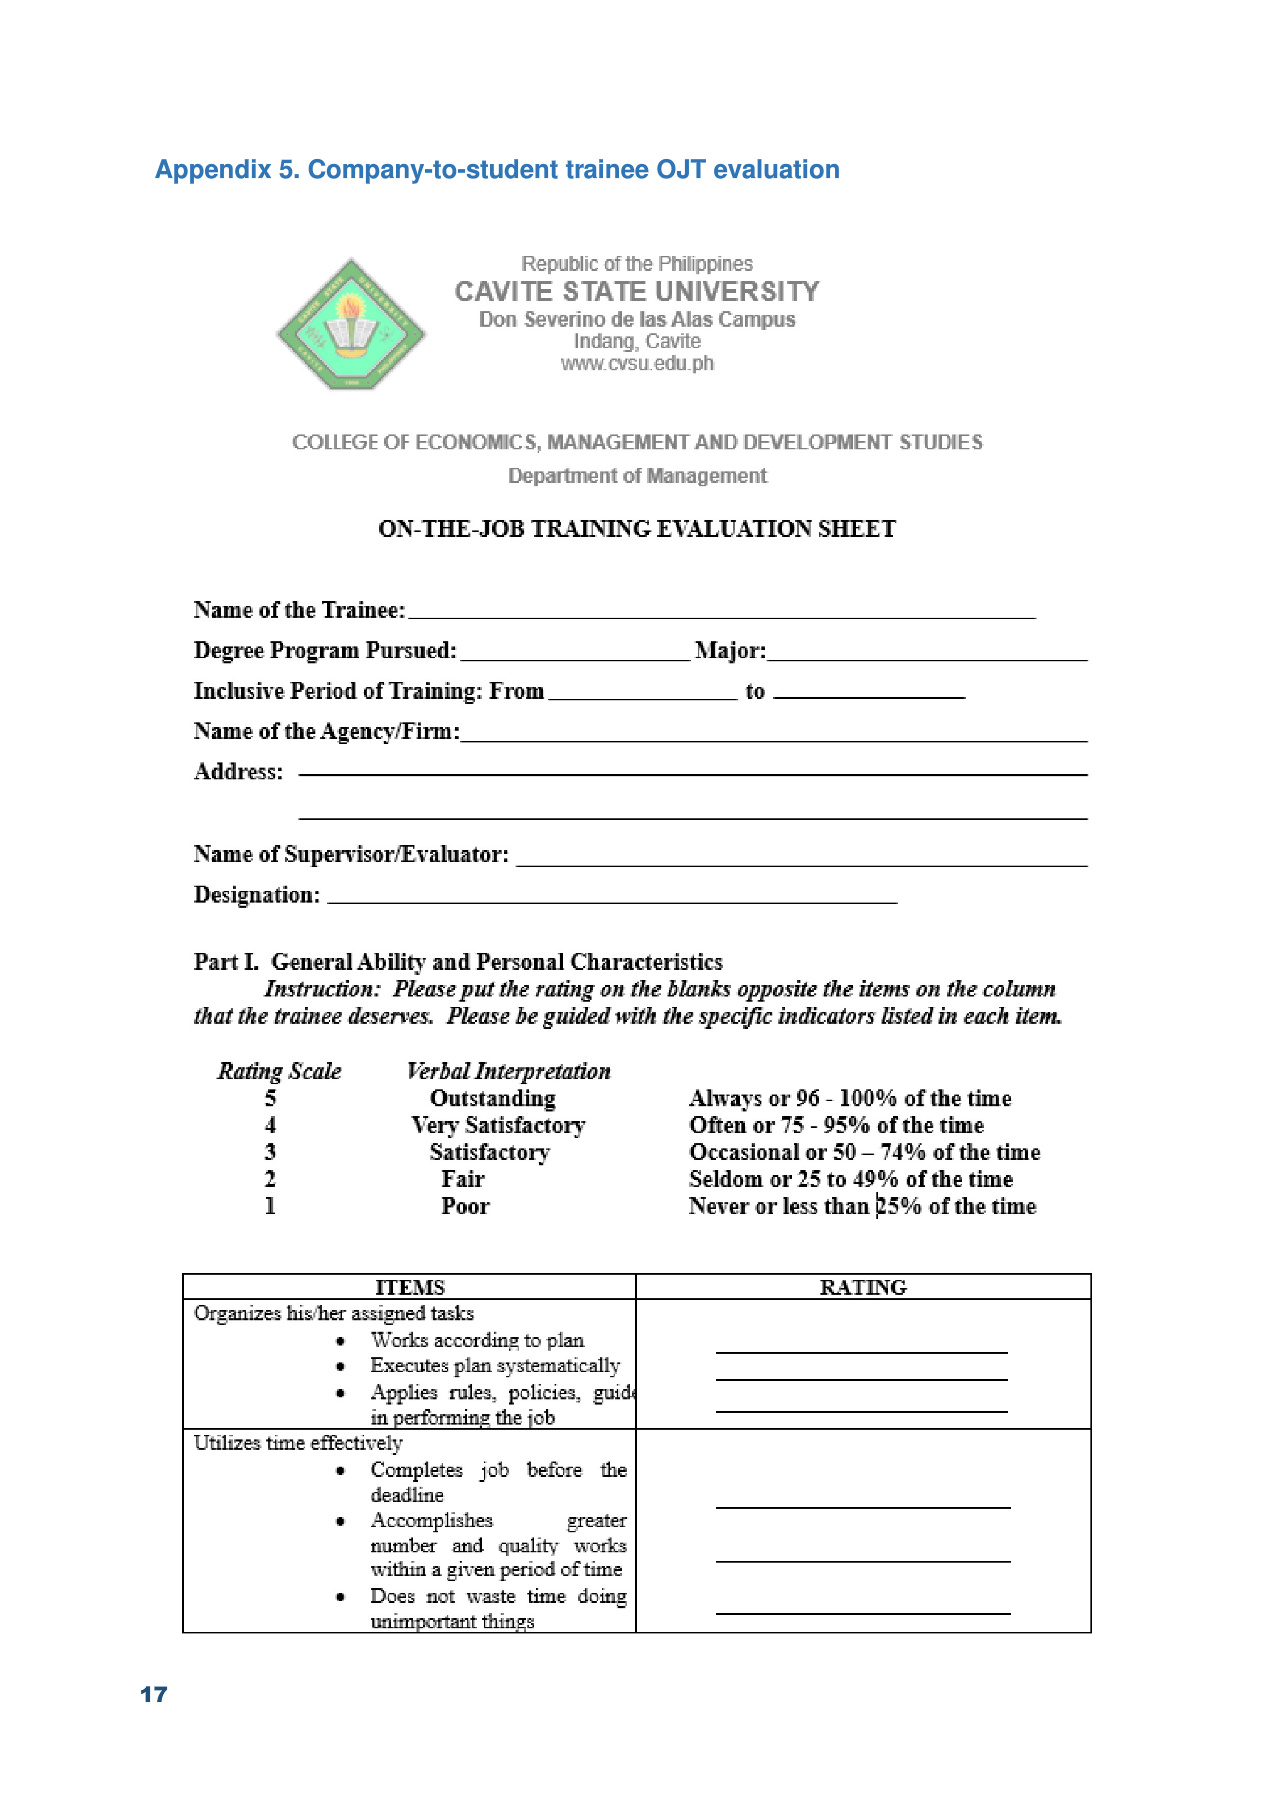 Appendix 5. Company-to-student trainee OJT evaluation
Republic of the Philippines
CAVITE STATE UNIVERSITY
Don Severino de las Alas Campus
Indang, Cavite
www.cvsu.edu.ph
COLLEGE OF ECONOMICS, MANAGEMENT AND DEVELOPMENT STUDIES
Department of Management
ON-THE-JOB TRAINING EVALUATION SHEET
Name of the Trainee:
Degree Program Pursued: Major:
Inclusive Period of Training: From to
Name of the Agency/Firm:
Address:
Name of Supervisor/Evaluator:
Designation:
Part I. General Ability and Personal Characteristics
Instruction: Please put the rating on the blanks opposite the items on the column
that the trainee deserves. Please be guided with the specific indicators listed in each item.
Rating Scale Verbal Interpretation
5 Outstanding Always or 96 - 100% of the time
4 Very Satisfactory Often or 75 - 95% of the time
3 Satisfactory Occasional or 50 – 74% of the time
2 Fair Seldom or 25 to 49% of the time
1 Poor Never or less than 25% of the time
ITEMS RATING
Organizes his/her assigned tasks
• Works according to plan
• Executes plan systematically
• Applies rules, policies, guide
in performing the job
Utilizes time effectively
• Completes job before the
deadline
• Accomplishes greater
number and quality works
within a given period of time
• Does not waste time doing
unimportant things
17